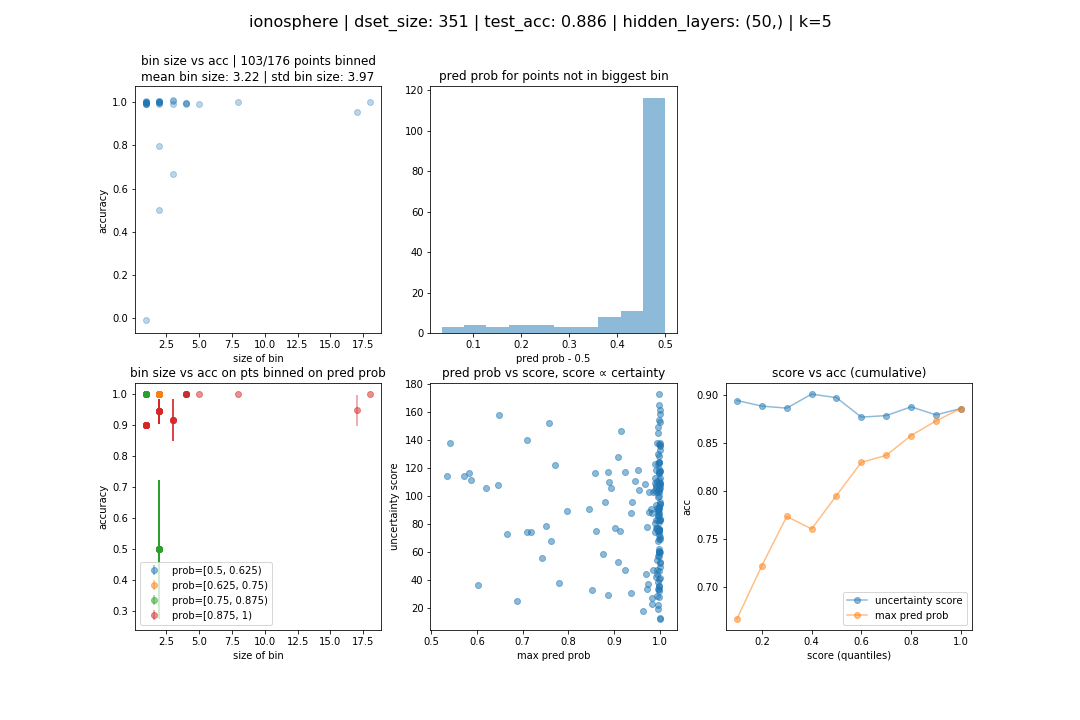 ionosphere | dset_size: 351 | test_acc: 0.886 | hidden_layers: (50,) | k=5
bin size vs acc | 103/176 points binned
mean bin size: 3.22 | std bin size: 3.97
1.0
0.8
0.6
0.4
0.2
0.0
accuracy
2.5 5.0 7.5 10.0 12.5 15.0 17.5
size of bin
pred prob for points not in biggest bin
120
100
80
60
40
20
0
0.1 0.2 0.3 0.4 0.5
pred prob - 0.5
bin size vs acc on pts binned on pred prob
1.0
0.9
0.8
0.7
0.6
0.5
0.4
0.3
accuracy
prob=[0.5, 0.625)
prob=[0.625, 0.75)
prob=[0.75, 0.875)
prob=[0.875, 1)
2.5 5.0 7.5 10.0 12.5 15.0 17.5
size of bin
pred prob vs score, score ∝ certainty
180
160
140
120
100
80
60
40
20
uncertainty score
0.5 0.6 0.7 0.8 0.9 1.0
max pred prob
score vs acc (cumulative)
0.90
0.85
0.80
0.75
0.70
acc
uncertainty score
max pred prob
0.2 0.4 0.6 0.8 1.0
score (quantiles)